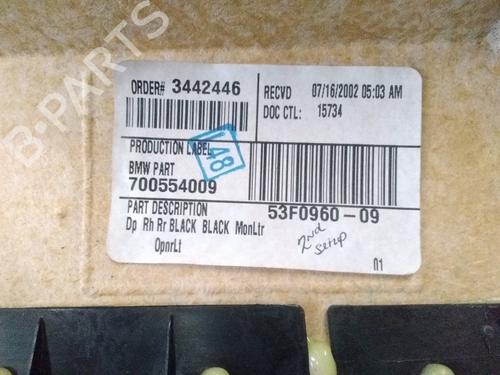 ORDER# 3442446
RECVD 07/16/2002 05:03 AM
DOC CTL: 15734
PRODUCTION LABEL
48
BMW PART
700554009
PART DESCRIPTION
53F0960-09
Dp Rh Rr BLACK BLACK MonLtr
OpnrLt
2nd
Setup
01
B-PARTS